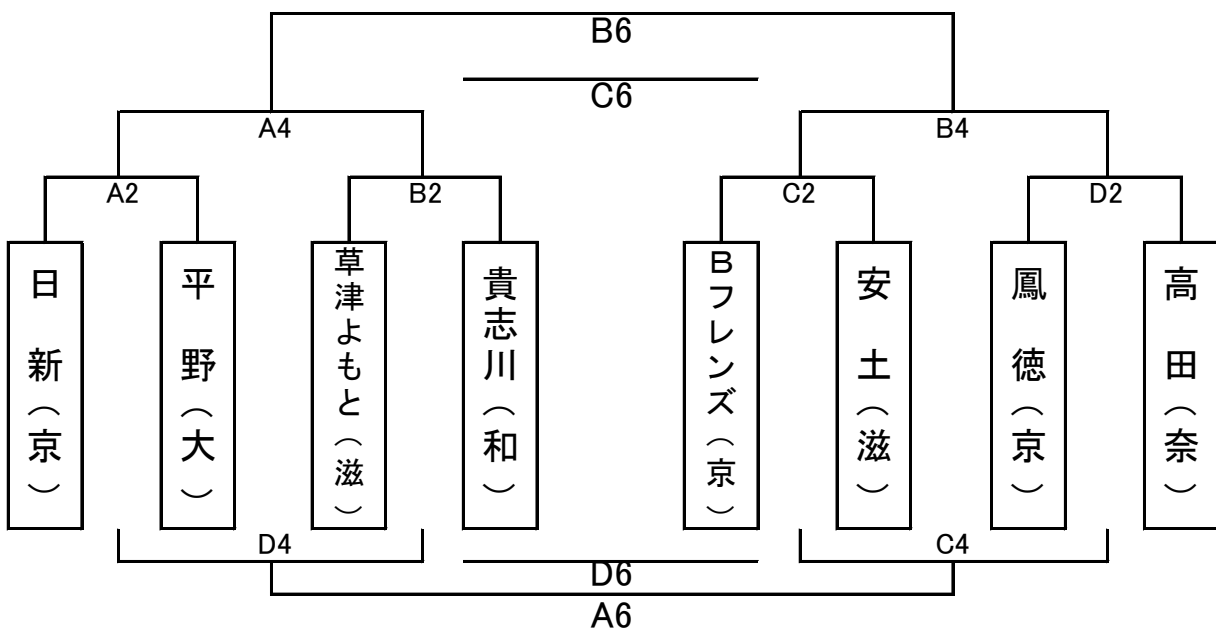 B6
C6
A4
B4
A2
B2
C2
D2
日新(京)
平野(大)
草津よもと(滋)
貴志川(和)
Bフレンズ(京)
安土(滋)
鳳徳(京)
高田(奈)
D4
C4
D6
A6